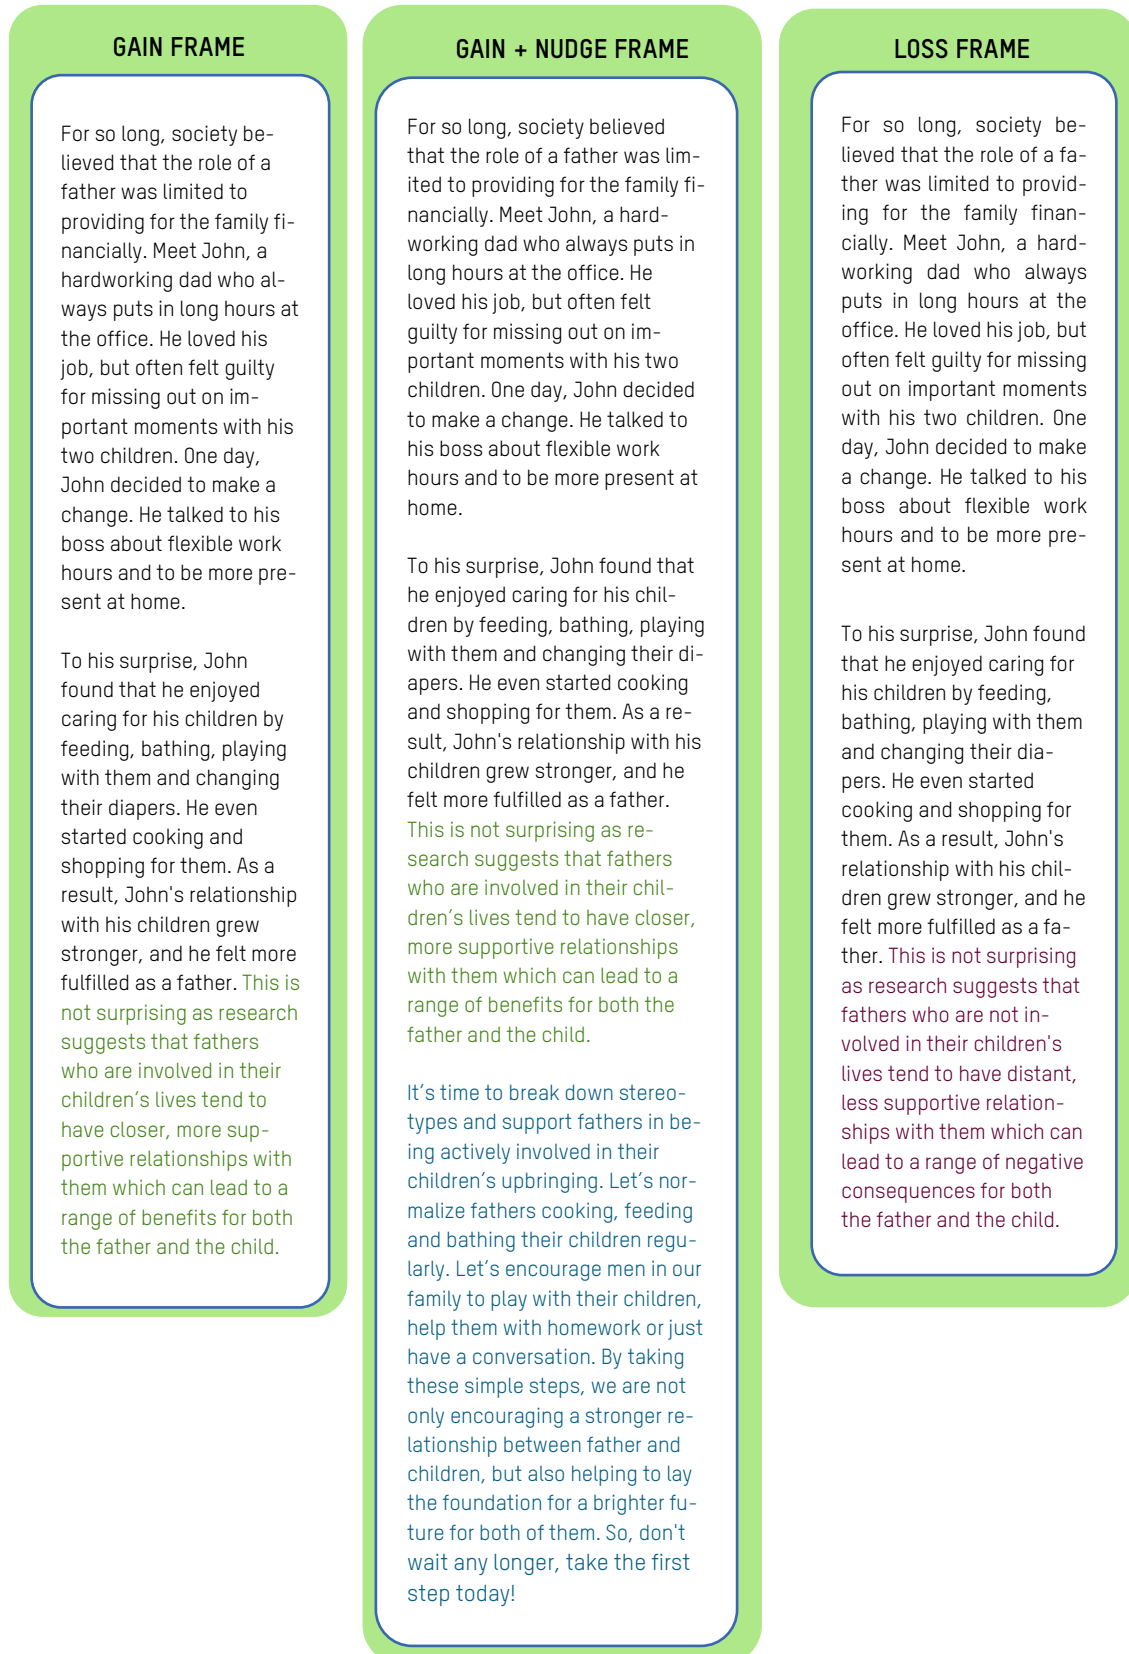 GAIN FRAME
For so long, society be-
lieved that the role of a
father was limited to
providing for the family fi-
nancially. Meet John, a
hardworking dad who al-
ways puts in long hours at
the office. He loved his
job, but often felt guilty
for missing out on im-
portant moments with his
two children. One day,
John decided to make a
change. He talked to his
boss about flexible work
hours and to be more pre-
sent at home.
To his surprise, John
found that he enjoyed
caring for his children by
feeding, bathing, playing
with them and changing
their diapers. He even
started cooking and
shopping for them. As a
result, John's relationship
with his children grew
stronger, and he felt more
fulfilled as a father. This is
not surprising as research
suggests that fathers
who are involved in their
children’s lives tend to
have closer, more sup-
portive relationships with
them which can lead to a
range of benefits for both
the father and the child.
GAIN + NUDGE FRAME
For so long, society believed
that the role of a father was lim-
ited to providing for the family fi-
nancially. Meet John, a hard-
working dad who always puts in
long hours at the office. He
loved his job, but often felt
guilty for missing out on im-
portant moments with his two
children. One day, John decided
to make a change. He talked to
his boss about flexible work
hours and to be more present at
home.
To his surprise, John found that
he enjoyed caring for his chil-
dren by feeding, bathing, playing
with them and changing their di-
apers. He even started cooking
and shopping for them. As a re-
sult, John's relationship with his
children grew stronger, and he
felt more fulfilled as a father.
This is not surprising as re-
search suggests that fathers
who are involved in their chil-
dren’s lives tend to have closer,
more supportive relationships
with them which can lead to a
range of benefits for both the
father and the child.
It’s time to break down stereo-
types and support fathers in be-
ing actively involved in their
children’s upbringing. Let’s nor-
malize fathers cooking, feeding
and bathing their children regu-
larly. Let’s encourage men in our
family to play with their children,
help them with homework or just
have a conversation. By taking
these simple steps, we are not
only encouraging a stronger re-
lationship between father and
children, but also helping to lay
the foundation for a brighter fu-
ture for both of them. So, don't
wait any longer, take the first
step today!
LOSS FRAME
For so long, society be-
lieved that the role of a fa-
ther was limited to provid-
ing for the family finan-
cially. Meet John, a hard-
working dad who always
puts in long hours at the
office. He loved his job, but
often felt guilty for missing
out on important moments
with his two children. One
day, John decided to make
a change. He talked to his
boss about flexible work
hours and to be more pre-
sent at home.
To his surprise, John found
that he enjoyed caring for
his children by feeding,
bathing, playing with them
and changing their dia-
pers. He even started
cooking and shopping for
them. As a result, John's
relationship with his chil-
dren grew stronger, and he
felt more fulfilled as a fa-
ther. This is not surprising
as research suggests that
fathers who are not in-
volved in their children's
lives tend to have distant,
less supportive relation-
ships with them which can
lead to a range of negative
consequences for both
the father and the child.